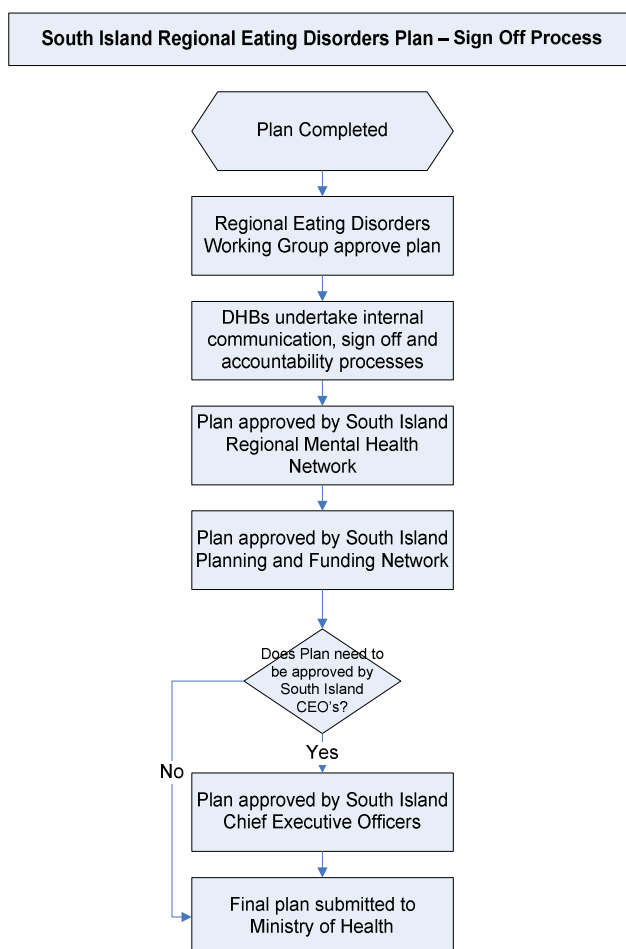 South Island Regional Eating Disorders Plan – Sign Off Process
Plan Completed
Regional Eating Disorders
Working Group approve plan
DHBs undertake internal
communication, sign off and
accountability processes
Plan approved by South Island
Regional Mental Health
Network
Plan approved by South Island
Planning and Funding Network
Does Plan need to
be approved by
South Island
CEO's?
Yes
No
Plan approved by South Island
Chief Executive Officers
Final plan submitted to
Ministry of Health